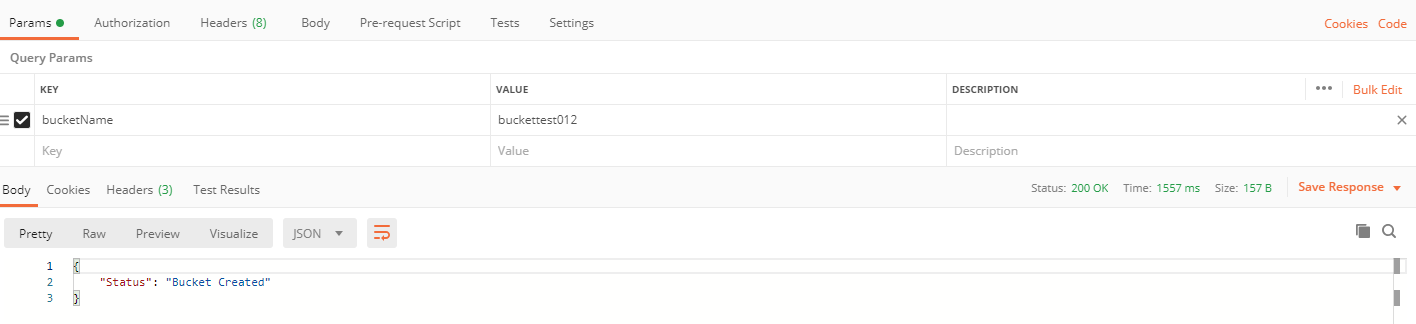 Params Authorization Headers (8) Body Pre-request Script Tests Settings Cookies Code
Query Params
KEY VALUE DESCRIPTION ••• Bulk Edit
bucketName buckettest012
Key Value Description
Body Cookies Headers (3) Test Results Status: 200 OK Time: 1557 ms Size: 157 B Save Response
Pretty Raw Preview Visualize JSON
1 {
2 "Status": "Bucket Created"
3 }